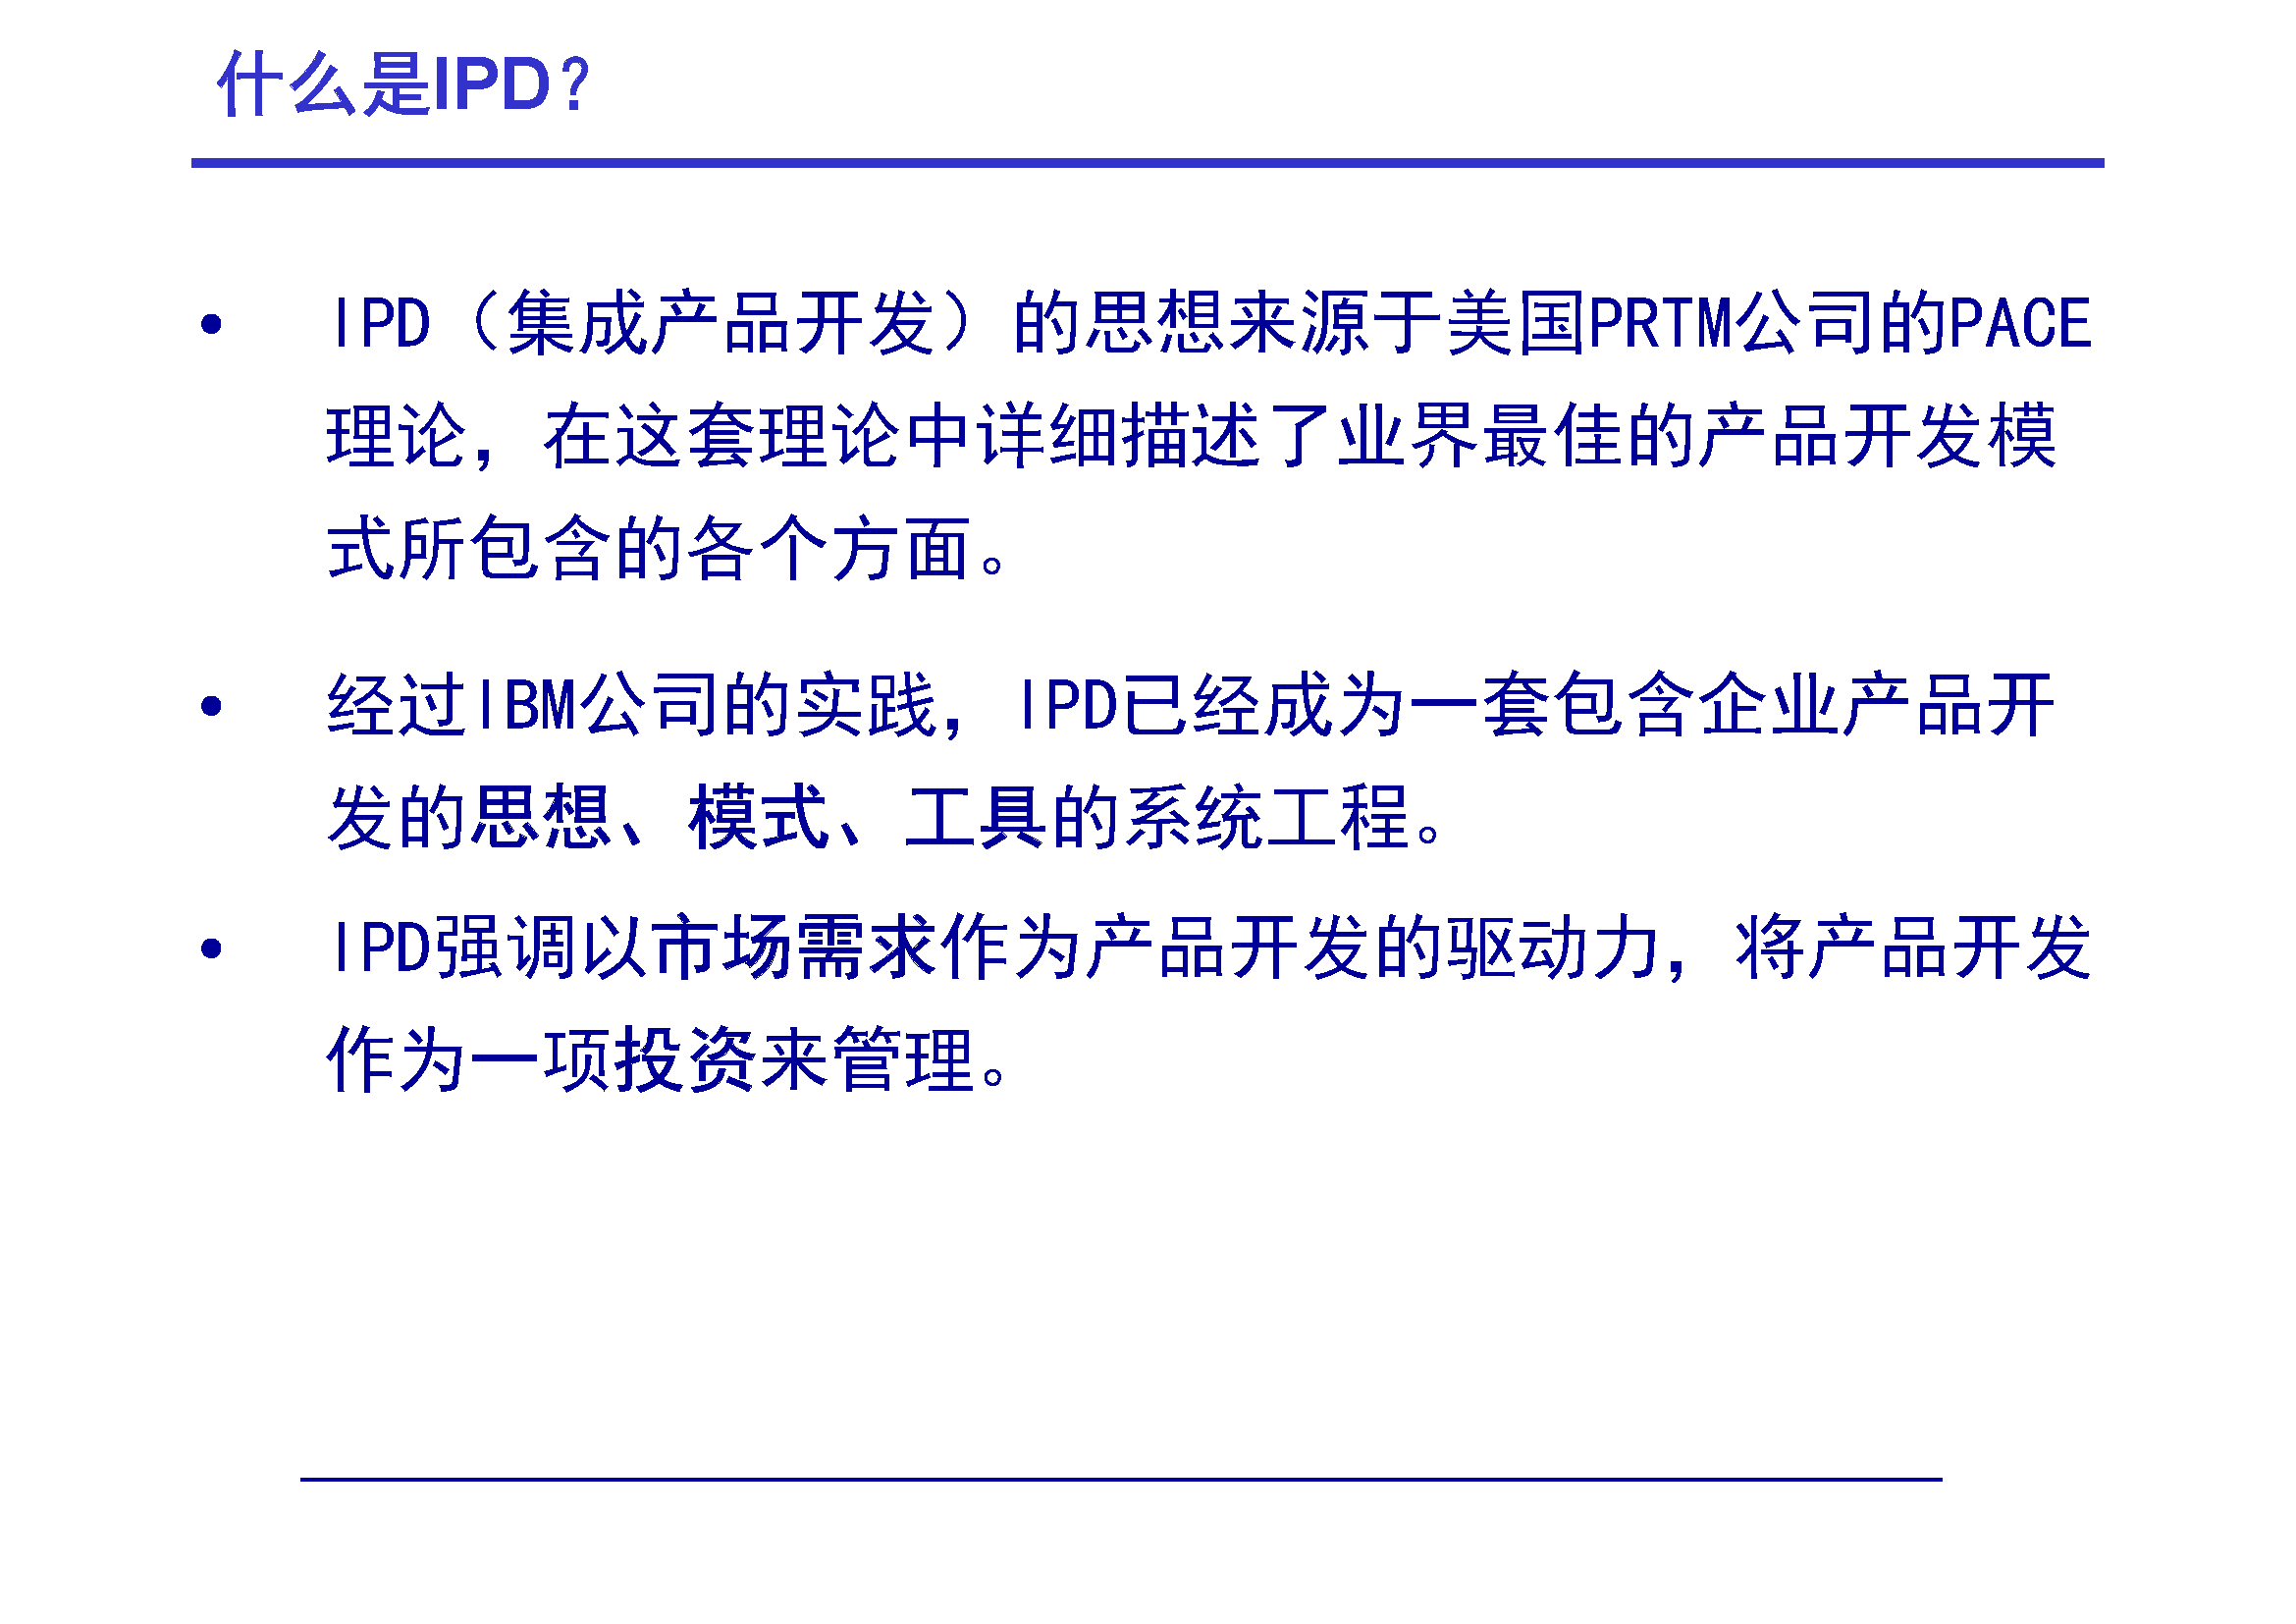 什么是IPD？
• IPD（集成产品开发）的思想来源于美国PRTM公司的PACE
理论，在这套理论中详细描述了业界最佳的产品开发模
式所包含的各个方面。
• 经过IBM公司的实践，IPD已经成为一套包含企业产品开
发的思想、模式、工具的系统工程。
• IPD强调以市场需求作为产品开发的驱动力，将产品开发
作为一项投资来管理。